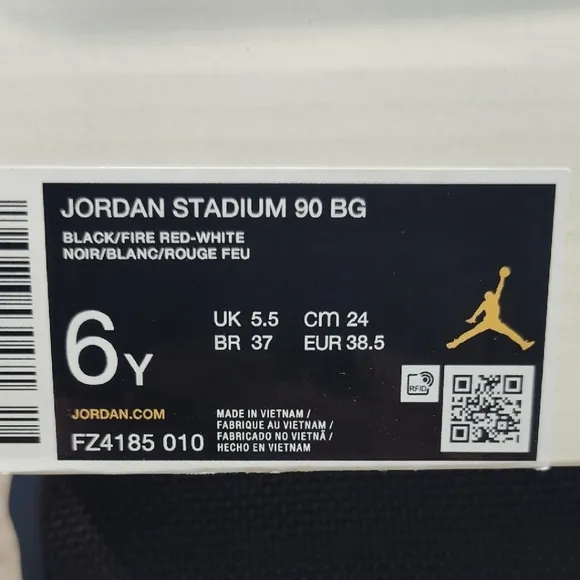 JORDAN STADIUM 90 BG
BLACK/FIRE RED-WHITE
NOIR/BLANC/ROUGE FEU
6Y
UK 5.5 cm 24
BR 37 EUR 38.5
RFID
JORDAN.COM
FZ4185 010
MADE IN VIETNAM /
FABRIQUE AU VIETNAM /
FABRICADO NO VIETNÃ /
HECHO EN VIETNAM